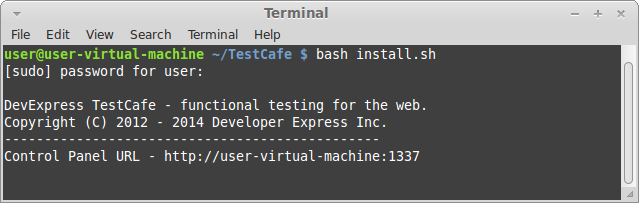 Terminal
File Edit View Search Terminal Help
user@user-virtual-machine ~/TestCafe $ bash install.sh
[sudo] password for user:
DevExpress TestCafe - functional testing for the web.
Copyright (C) 2012 - 2014 Developer Express Inc.
------------------------------------------------
Control Panel URL - http://user-virtual-machine:1337